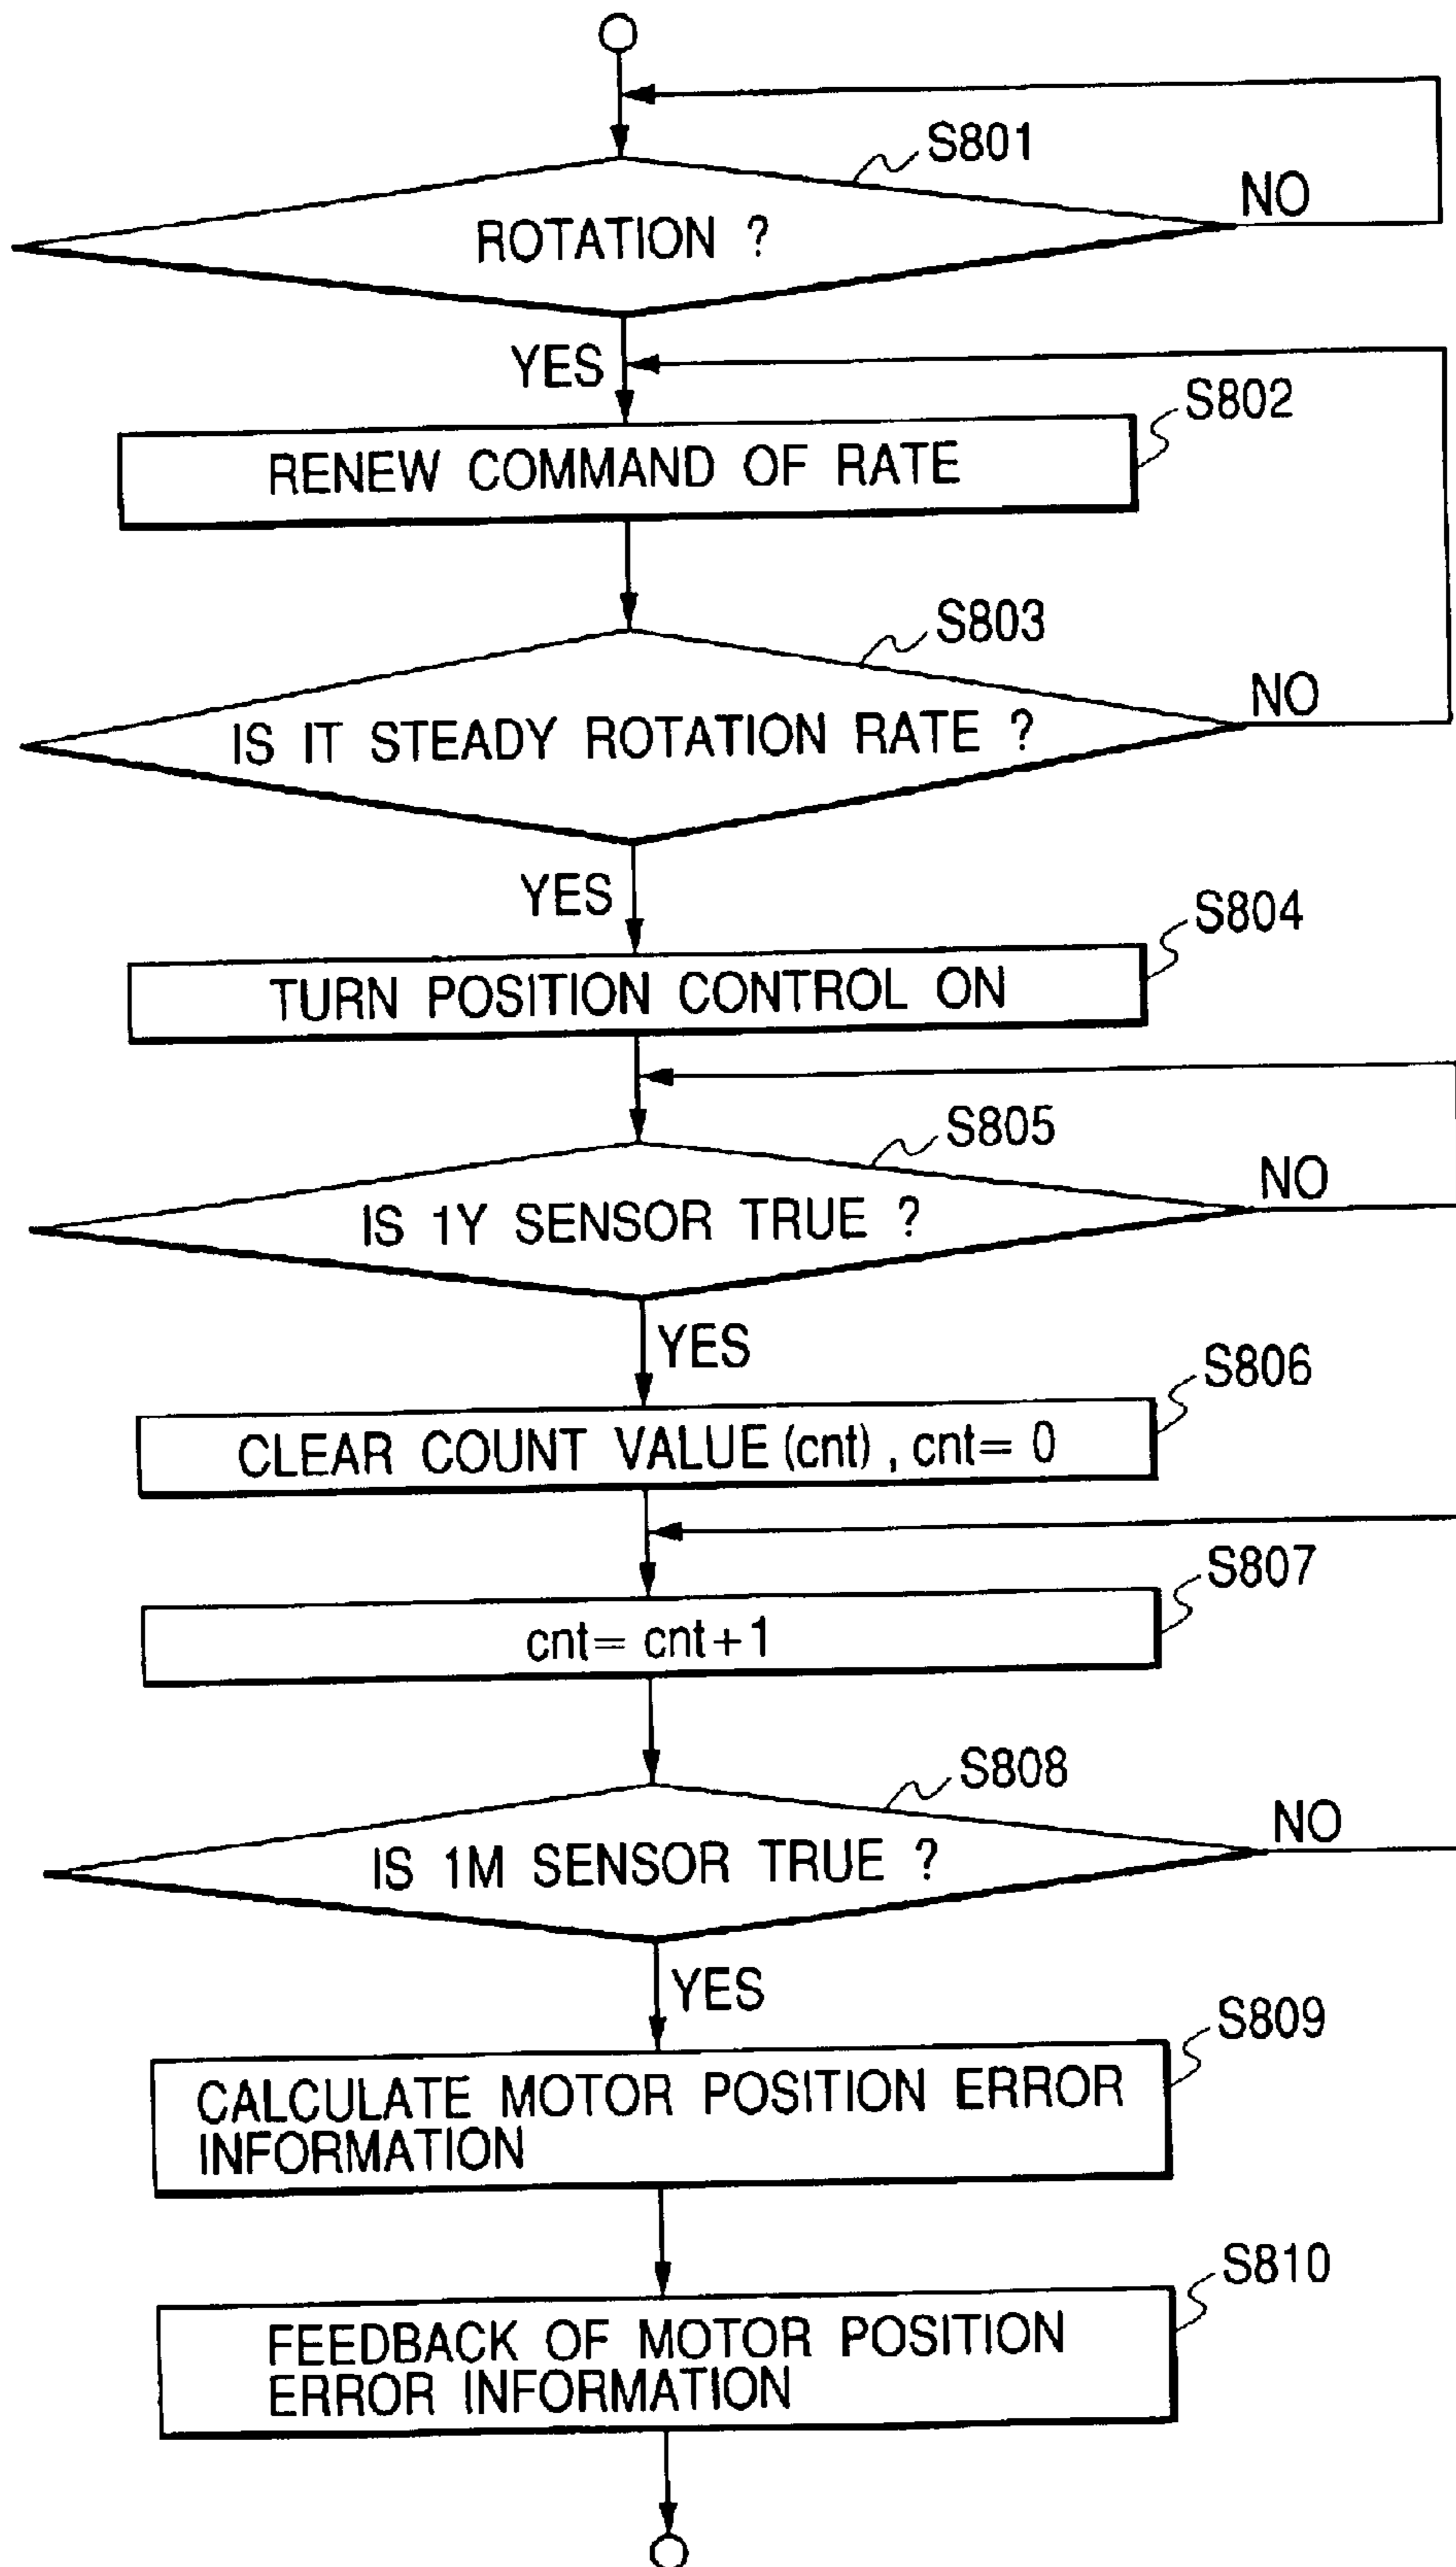 S801
ROTATION ?
NO
YES
S802
RENEW COMMAND OF RATE
S803
IS IT STEADY ROTATION RATE ?
NO
YES
S804
TURN POSITION CONTROL ON
S805
IS 1Y SENSOR TRUE ?
NO
YES
S806
CLEAR COUNT VALUE (cnt) , cnt= 0
S807
cnt= cnt+1
S808
IS 1M SENSOR TRUE ?
NO
YES
S809
CALCULATE MOTOR POSITION ERROR
INFORMATION
S810
FEEDBACK OF MOTOR POSITION
ERROR INFORMATION